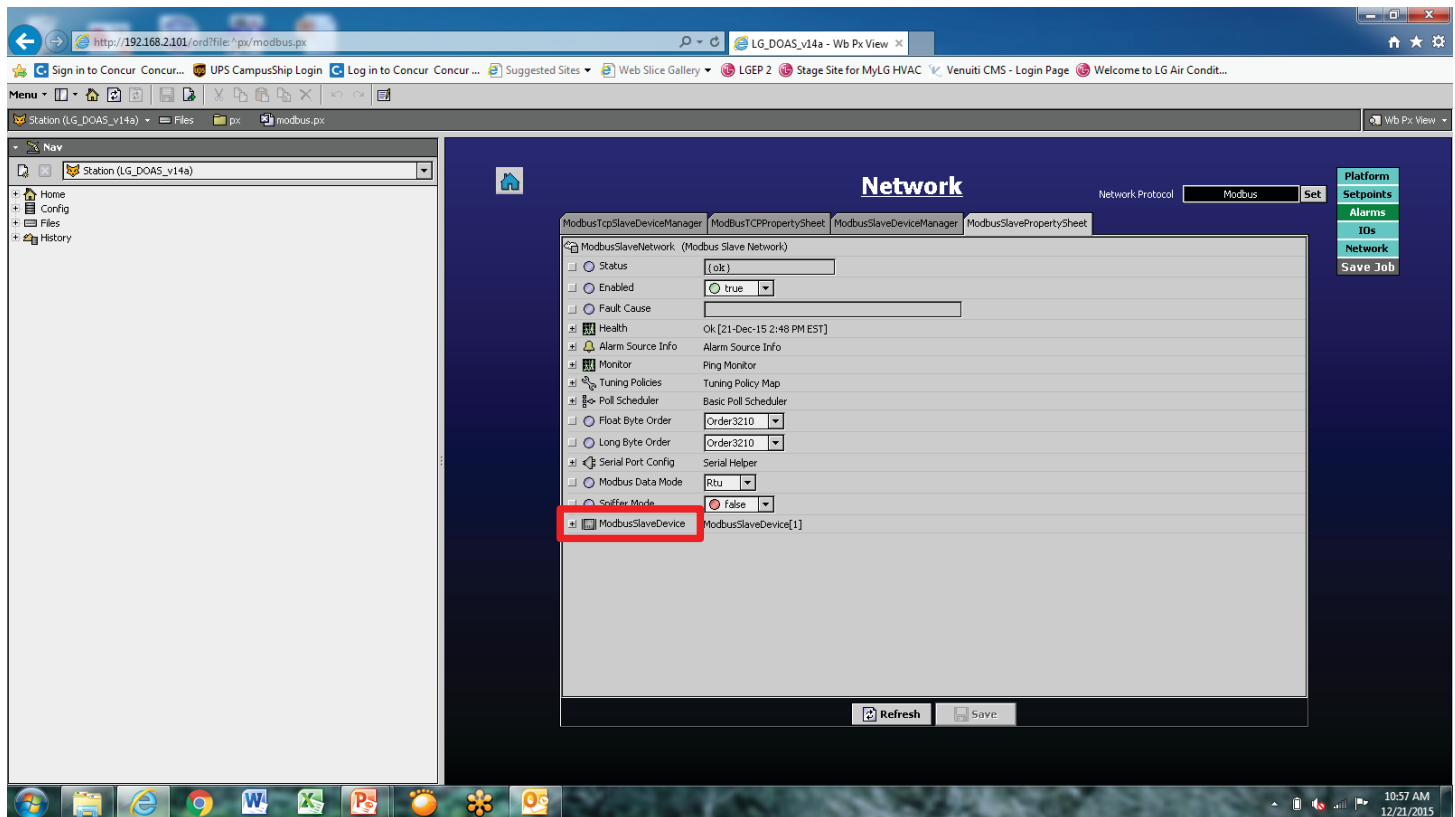 http://192.168.2.101/ord?file:^px/modbus.px
LG_DOAS_v14a - Wb Px View
Sign in to Concur Concur... UPS CampusShip Login Log in to Concur Concur ... Suggested Sites Web Slice Gallery LGEP 2 Stage Site for MyLG HVAC Venuiti CMS - Login Page Welcome to LG Air Condit...
Menu
Station (LG_DOAS_v14a) Files px modbus.px Wb Px View
Nav
Station (LG_DOAS_v14a)
Home
Config
Files
History
Network
Network Protocol Modbus Set
Platform
Setpoints
Alarms
IOs
Network
Save Job
ModbusTcpSlaveDeviceManager ModBusTCPPropertySheet ModbusSlaveDeviceManager ModbusSlavePropertySheet
ModbusSlaveNetwork (Modbus Slave Network)
Status {ok}
Enabled true
Fault Cause
Health Ok [21-Dec-15 2:48 PM EST]
Alarm Source Info Alarm Source Info
Monitor Ping Monitor
Tuning Policies Tuning Policy Map
Poll Scheduler Basic Poll Scheduler
Float Byte Order Order3210
Long Byte Order Order3210
Serial Port Config Serial Helper
Modbus Data Mode Rtu
Sniffer Mode false
ModbusSlaveDevice ModbusSlaveDevice[1]
Refresh Save
10:57 AM
12/21/2015